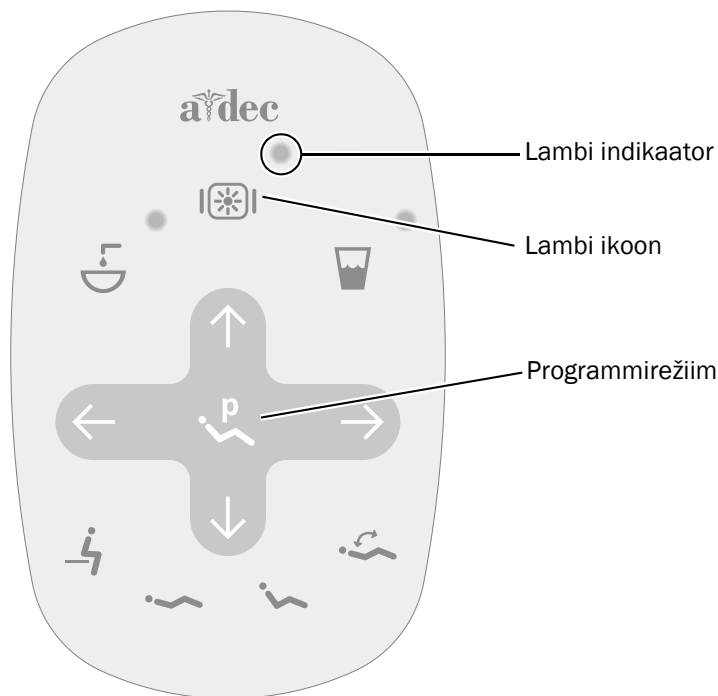 a dec
Lambi indikaator
Lambi ikoon
Programmirežiim
p